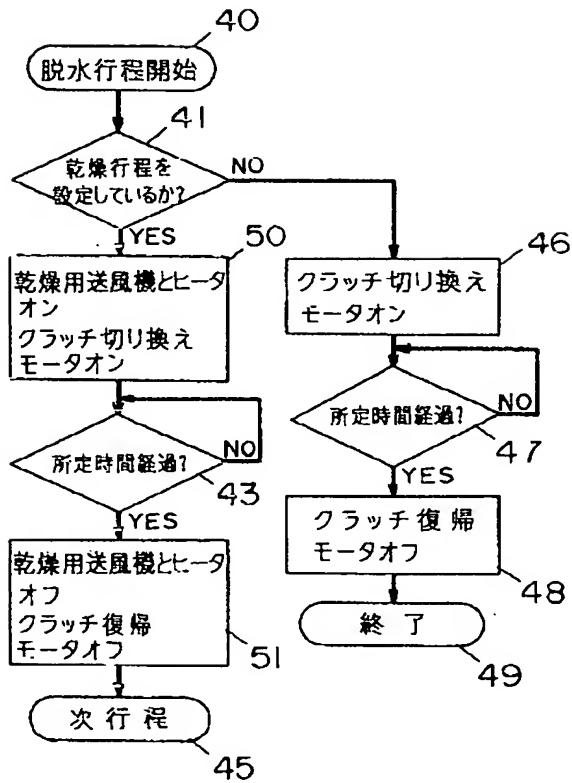 40
脱水行程開始
41
乾燥行程を
設定しているか?
NO
YES
50
乾燥用送風機とヒータ
オン
クラッチ切り換え
モータオン
所定時間経過?
NO
43
YES
乾燥用送風機とヒータ
オフ
クラッチ復帰
モータオフ
51
次行程
45
46
クラッチ切り換え
モータオン
所定時間経過?
NO
47
YES
クラッチ復帰
モータオフ
48
終了
49